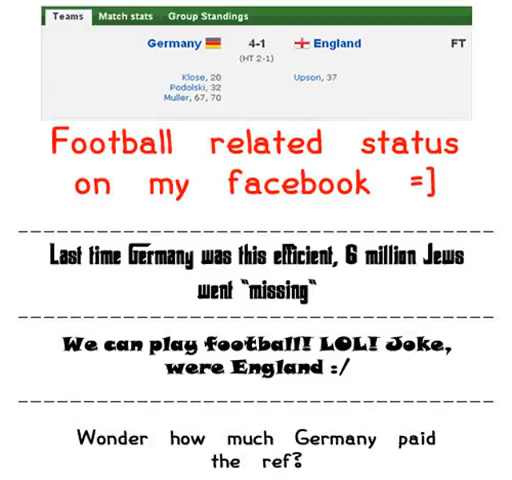 Teams Match stats Group Standings
Germany 4-1 England FT
(HT 2-1)
Klose, 20 Upson, 37
Podolski, 32
Muller, 67, 70
Football related status
on my facebook =]
Last time Germany was this efficient, 6 million Jews
went "missing"
We can play football! LOL! Joke,
were England :/
Wonder how much Germany paid
the ref?